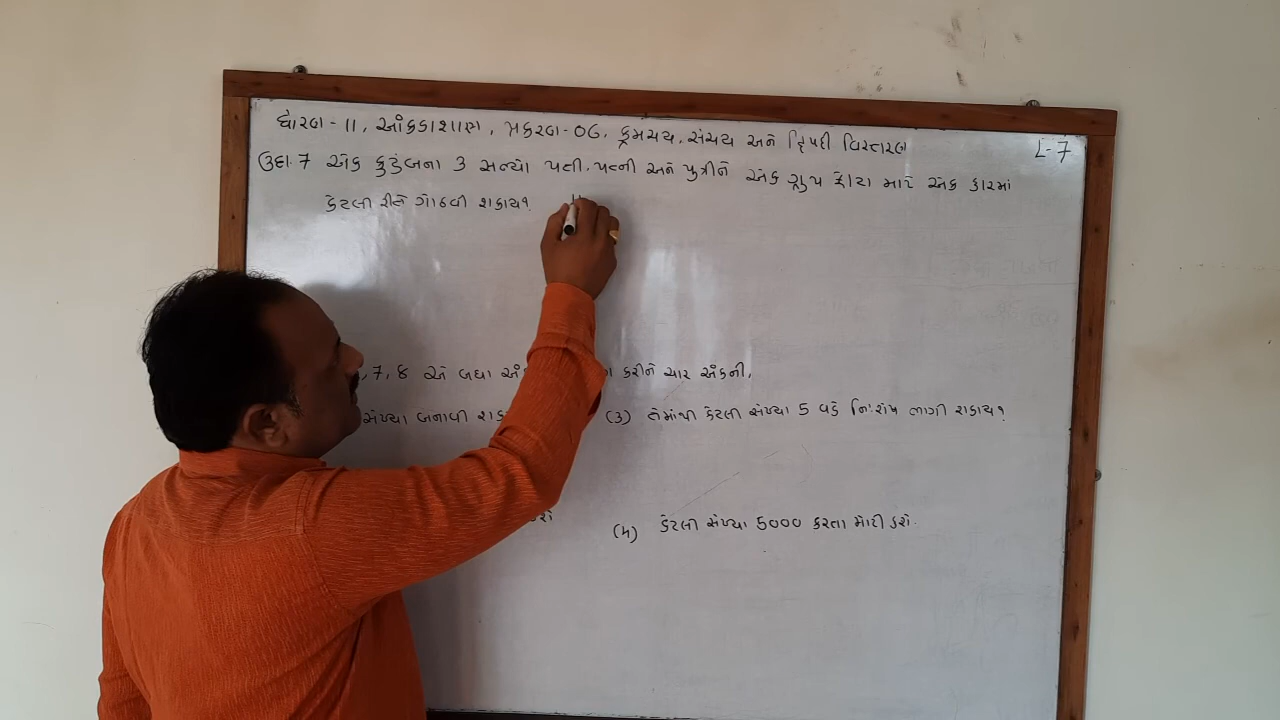 ધોરણ - 11, આંકડાશાસ્ત્ર, પ્રકરણ - 06, ક્રમચય, સંચય અને દ્વિપદી વિસ્તરણ
L-7
ઉદા. 7 એક કુટુંબના 3 સભ્યો પતી, પત્ની અને પુત્રીને એક ગ્રુપ ફોટા માટે એક હારમાં
કેટલી રીતે ગોઠવી શકાય?
, 7, 8 એ બધા કરીને ચાર અંકની,
સંખ્યા બનાવી (3) તેમાંથી કેટલી સંખ્યા 5 વડે નિ:શેષ ભાગી શકાય?
(4) કેટલી સંખ્યા 5000 કરતા મોટી હશે.